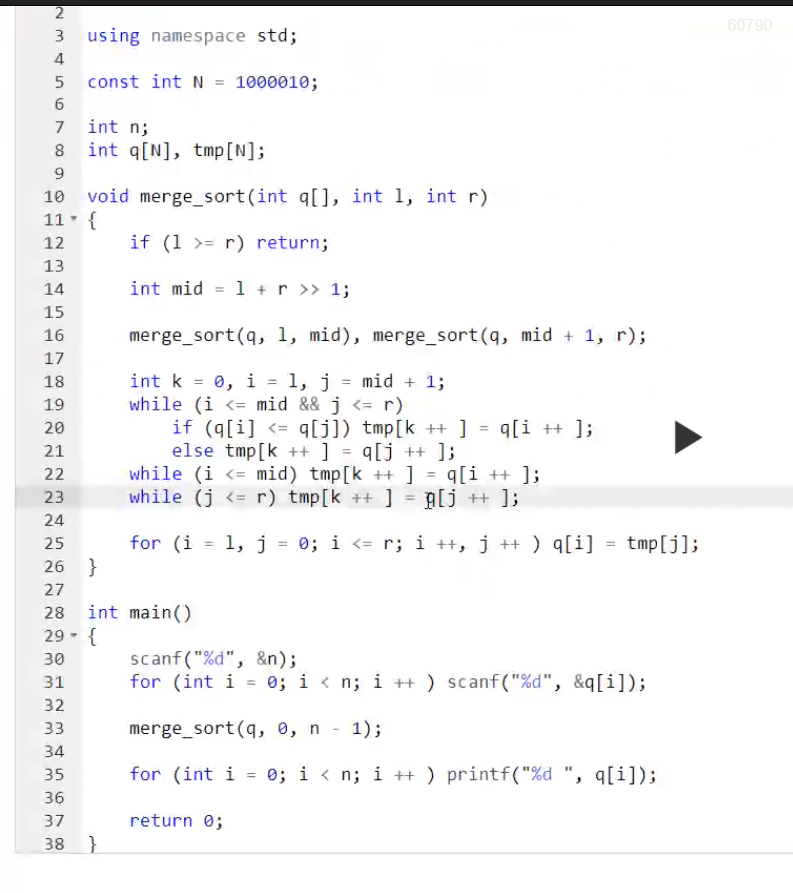 60790
2
3 using namespace std;
4
5 const int N = 1000010;
6
7 int n;
8 int q[N], tmp[N];
9
10 void merge_sort(int q[], int l, int r)
11 {
12 if (l >= r) return;
13
14 int mid = l + r >> 1;
15
16 merge_sort(q, l, mid), merge_sort(q, mid + 1, r);
17
18 int k = 0, i = l, j = mid + 1;
19 while (i <= mid && j <= r)
20 if (q[i] <= q[j]) tmp[k ++ ] = q[i ++ ];
21 else tmp[k ++ ] = q[j ++ ];
22 while (i <= mid) tmp[k ++ ] = q[i ++ ];
23 while (j <= r) tmp[k ++ ] = q[j ++ ];
24
25 for (i = l, j = 0; i <= r; i ++, j ++ ) q[i] = tmp[j];
26 }
27
28 int main()
29 {
30 scanf("%d", &n);
31 for (int i = 0; i < n; i ++ ) scanf("%d", &q[i]);
32
33 merge_sort(q, 0, n - 1);
34
35 for (int i = 0; i < n; i ++ ) printf("%d ", q[i]);
36
37 return 0;
38 }